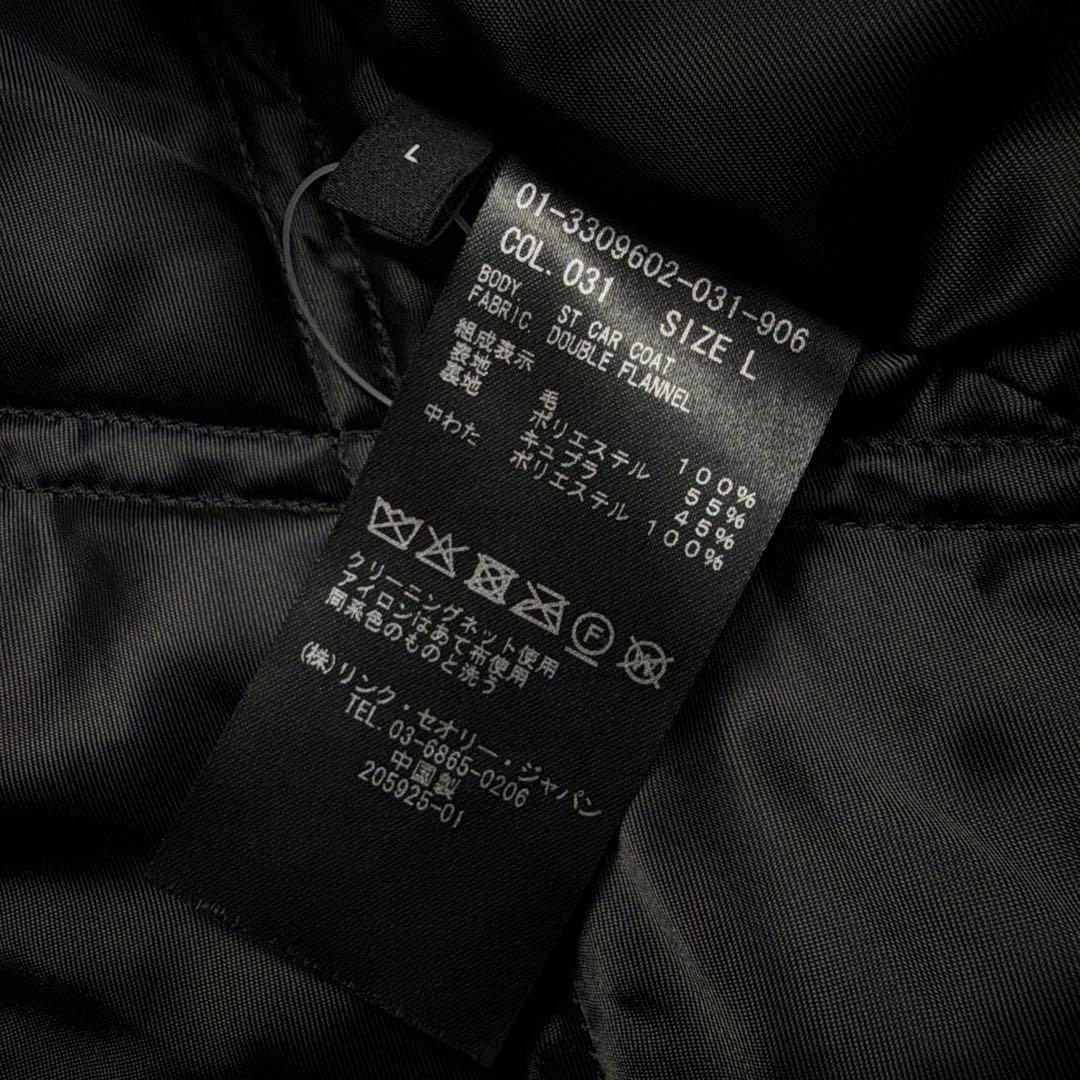 L
01-3309602-031-906
COL. 031 SIZE L
BODY ST CAR COAT
FABRIC DOUBLE FLANNEL
組成表示
表地 毛 100%
裏地 ポリエステル 55%
キュプラ 45%
中わた ポリエステル 100%
F
W
クリーニングネット使用
アイロンはあて布使用
同系色のものと洗う
(株)リンク・セオリー・ジャパン
TEL. 03-6865-0206
中国製
205925-01